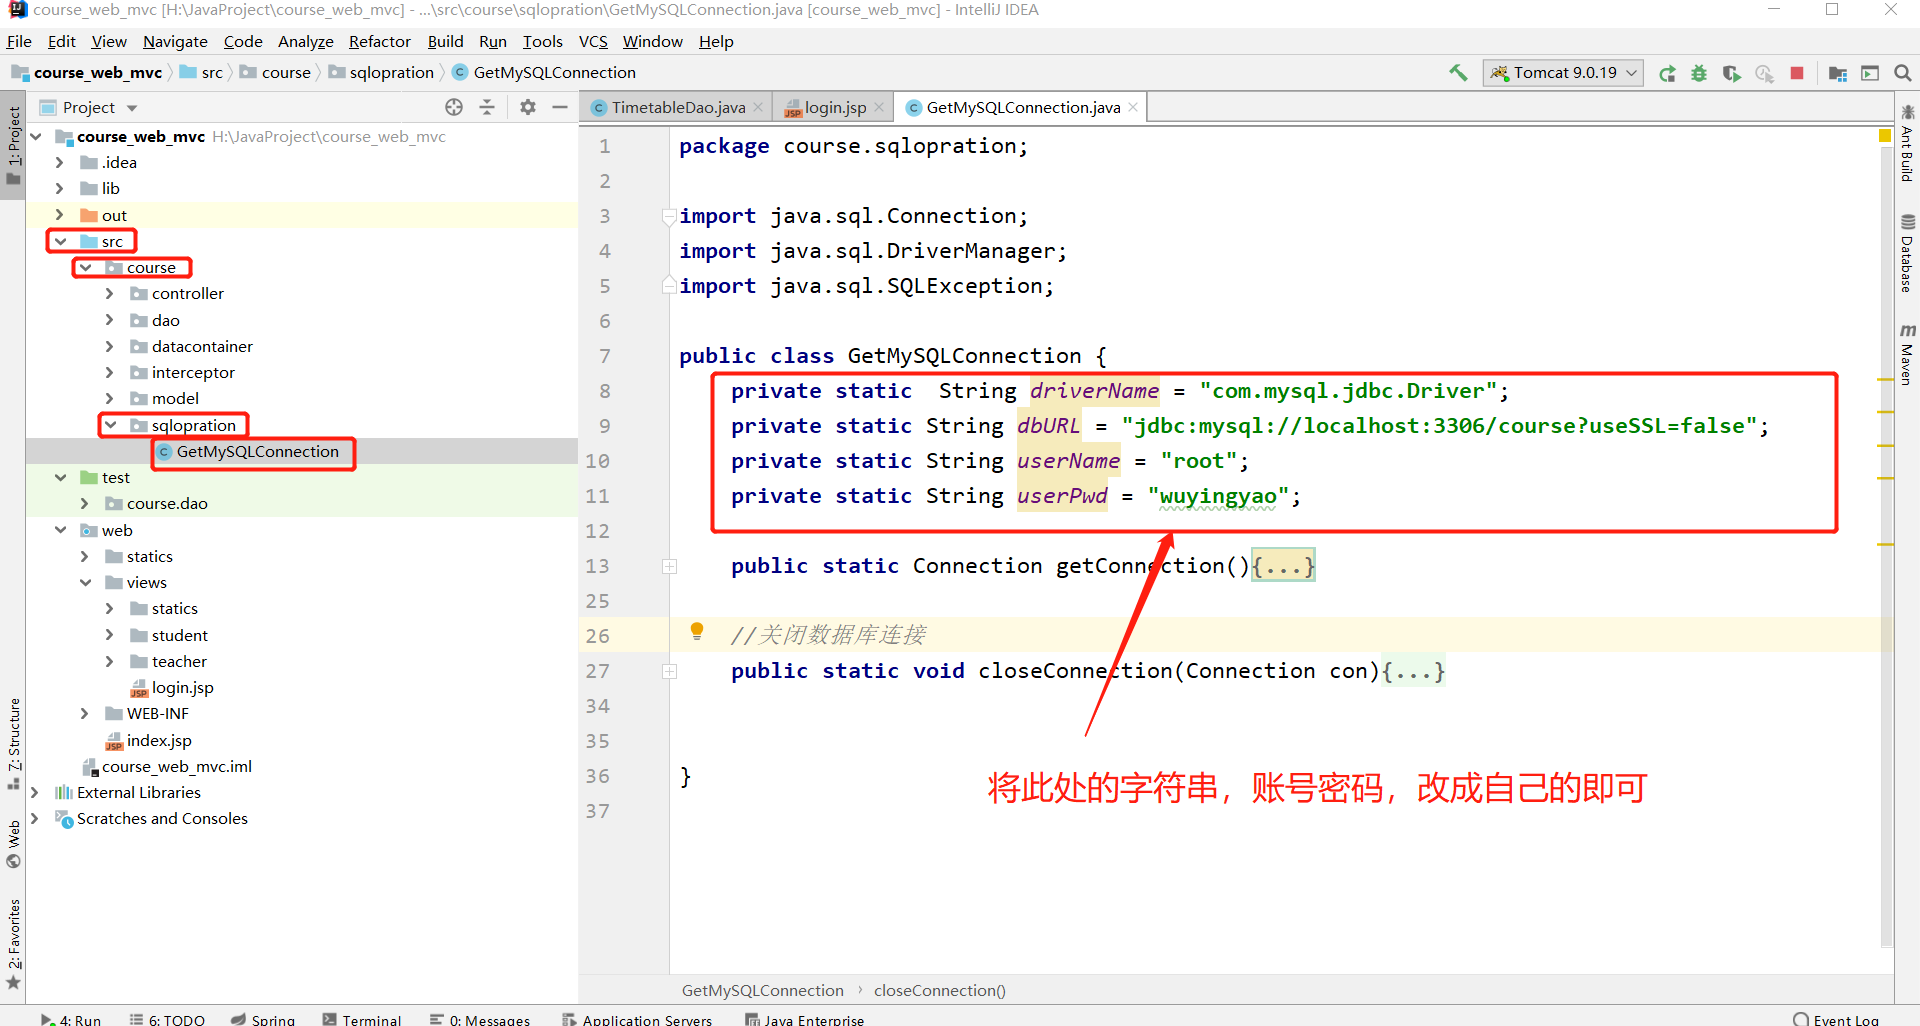 course_web_mvc [H:\JavaProject\course_web_mvc] - ...\src\course\sqlopration\GetMySQLConnection.java [course_web_mvc] - IntelliJ IDEA
File Edit View Navigate Code Analyze Refactor Build Run Tools VCS Window Help
course_web_mvc src course sqlopration GetMySQLConnection Tomcat 9.0.19
Project
TimetableDao.java login.jsp GetMySQLConnection.java
1: Project
7: Structure
Web
2: Favorites
course_web_mvc H:\JavaProject\course_web_mvc
.idea
lib
out
src
course
controller
dao
datacontainer
interceptor
model
sqlopration
GetMySQLConnection
test
course.dao
web
statics
views
statics
student
teacher
login.jsp
WEB-INF
index.jsp
course_web_mvc.iml
External Libraries
Scratches and Consoles
1 package course.sqlopration;
2
3 import java.sql.Connection;
4 import java.sql.DriverManager;
5 import java.sql.SQLException;
6
7 public class GetMySQLConnection {
8 private static  String driverName = "com.mysql.jdbc.Driver";
9 private static String dbURL = "jdbc:mysql://localhost:3306/course?useSSL=false";
10 private static String userName = "root";
11 private static String userPwd = "wuyingyao";
12
13 public static Connection getConnection(){...}
25
26 //关闭数据库连接
27 public static void closeConnection(Connection con){...}
34
35
36 }
37
将此处的字符串，账号密码，改成自己的即可
Ant Build
Database
Maven
GetMySQLConnection › closeConnection()
4: Run 6: TODO Spring Terminal 0: Messages Application Servers Java Enterprise Event Log